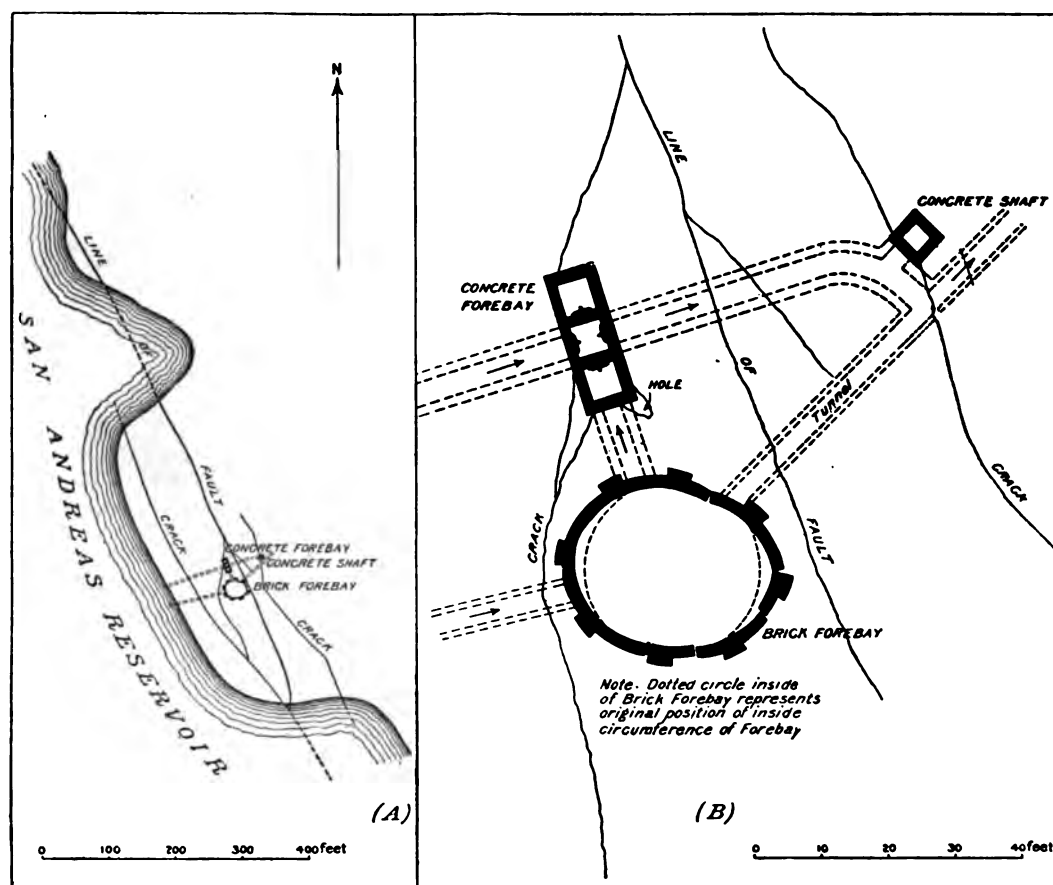 N
LINE
OF
FAULT
SAN ANDREAS RESERVOIR
CRACK
CONCRETE FOREBAY
CONCRETE SHAFT
BRICK FOREBAY
CRACK
(A)
0 100 200 300 400 feet
LINE
OF
FAULT
CONCRETE SHAFT
CONCRETE
FOREBAY
HOLE
Tunnel
CRACK
CRACK
BRICK FOREBAY
Note. Dotted circle inside
of Brick Forebay represents
original position of inside
circumference of Forebay
(B)
0 10 20 30 40 feet